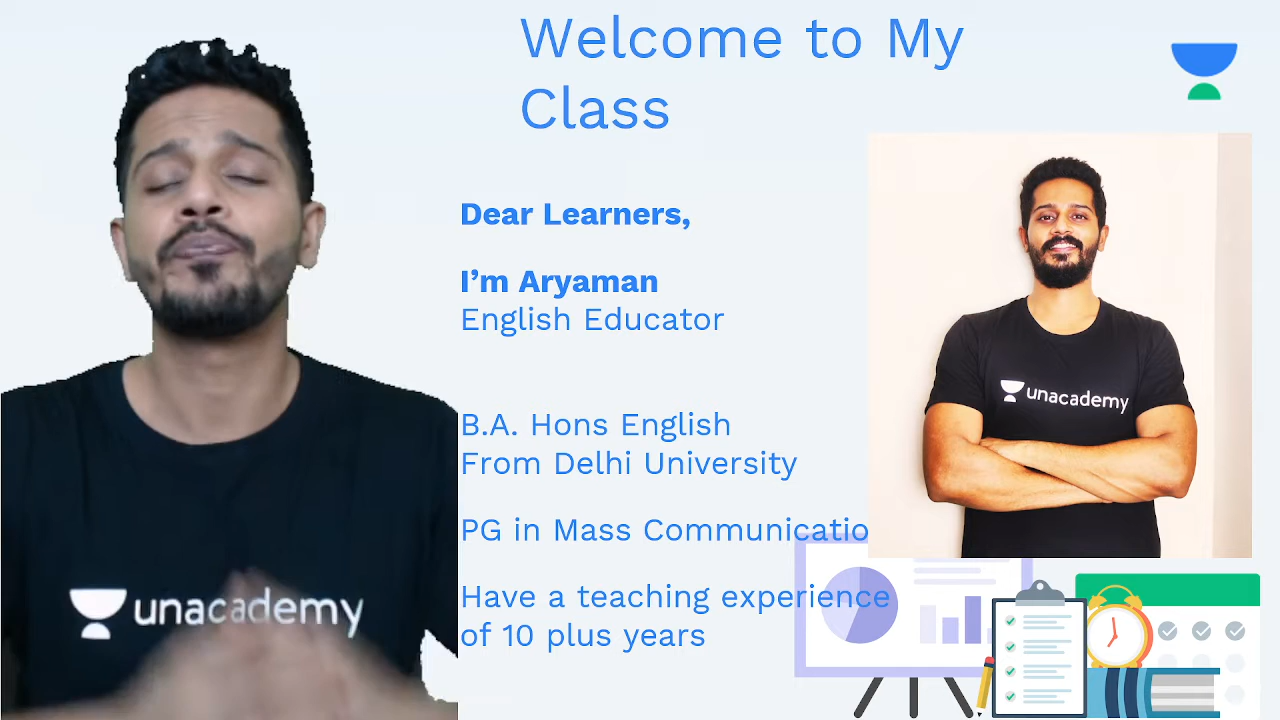 Welcome to My
Class
Dear Learners,
I’m Aryaman
English Educator
B.A. Hons English
From Delhi University
PG in Mass Communicatio
Have a teaching experience
of 10 plus years
unacademy
unacademy